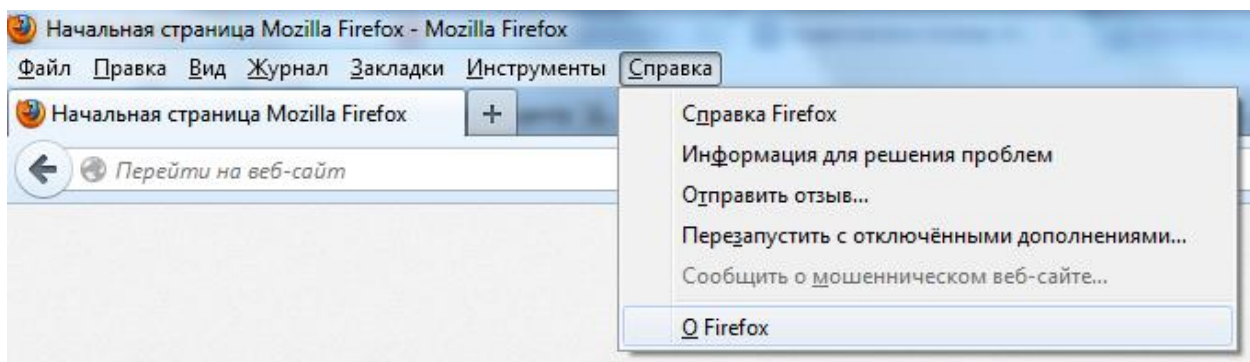 Начальная страница Mozilla Firefox - Mozilla Firefox
Файл Правка Вид Журнал Закладки Инструменты Справка
Начальная страница Mozilla Firefox +
Перейти на веб-сайт
Справка Firefox
Информация для решения проблем
Отправить отзыв...
Перезапустить с отключёнными дополнениями...
Сообщить о мошенническом веб-сайте...
О Firefox